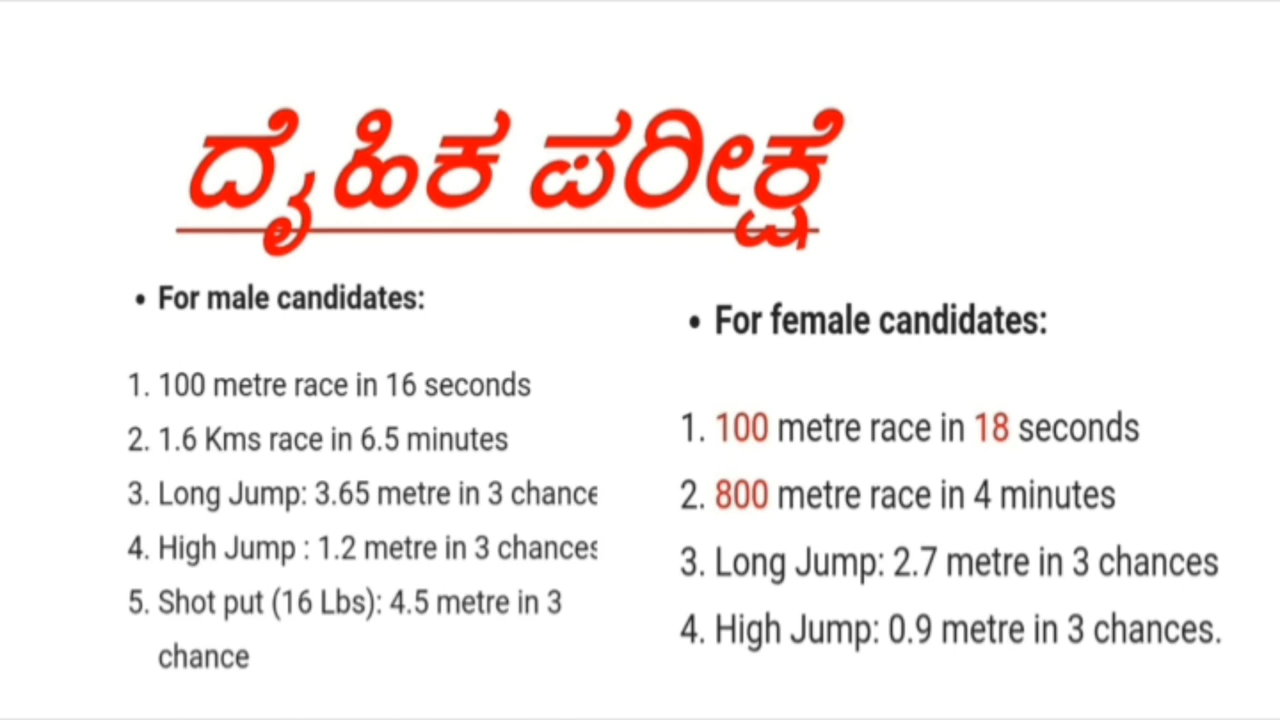 ದೈಹಿಕ ಪರೀಕ್ಷೆ
• For male candidates:
1. 100 metre race in 16 seconds
2. 1.6 Kms race in 6.5 minutes
3. Long Jump: 3.65 metre in 3 chance
4. High Jump : 1.2 metre in 3 chances
5. Shot put (16 Lbs): 4.5 metre in 3
chance
• For female candidates:
1. 100 metre race in 18 seconds
2. 800 metre race in 4 minutes
3. Long Jump: 2.7 metre in 3 chances
4. High Jump: 0.9 metre in 3 chances.